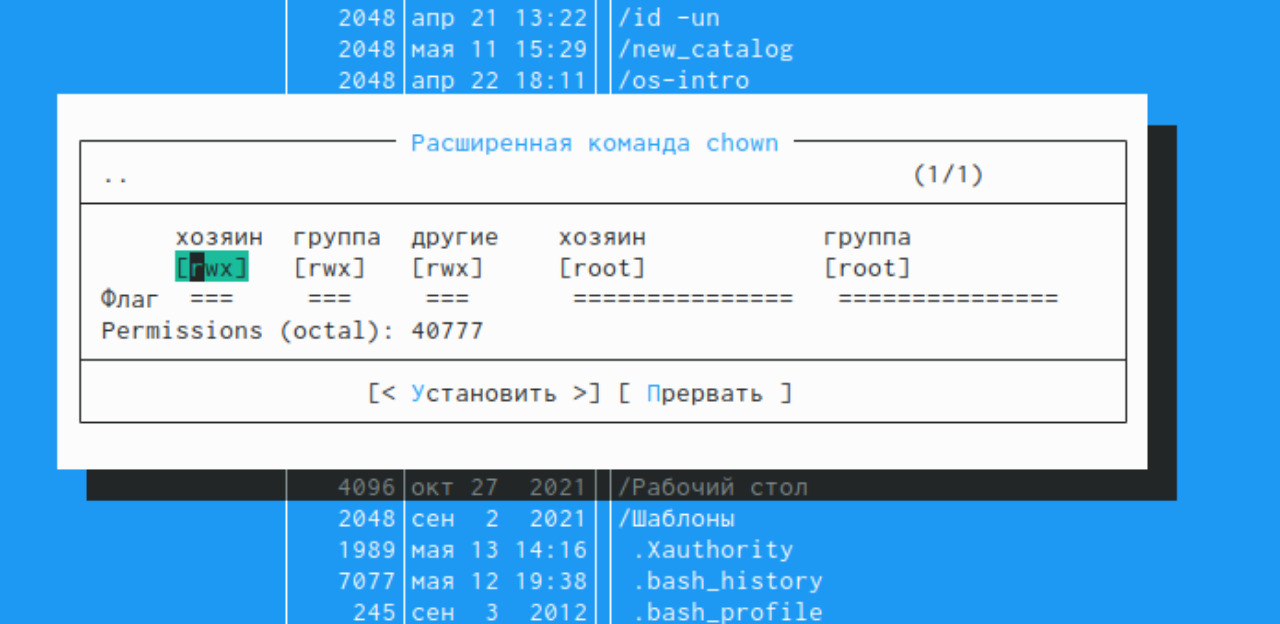 2048 апр 21 13:22 /id -un
2048 мая 11 15:29 /new_catalog
2048 апр 22 18:11 /os-intro
Расширенная команда chown
.. (1/1)
хозяин группа другие хозяин группа
[rwx] [rwx] [rwx] [root] [root]
Флаг === === === =============== ===============
Permissions (octal): 40777
[< Установить >] [ Прервать ]
4096 окт 27 2021 /Рабочий стол
2048 сен 2 2021 /Шаблоны
1989 мая 13 14:16 .Xauthority
7077 мая 12 19:38 .bash_history
245 сен 3 2012 .bash_profile